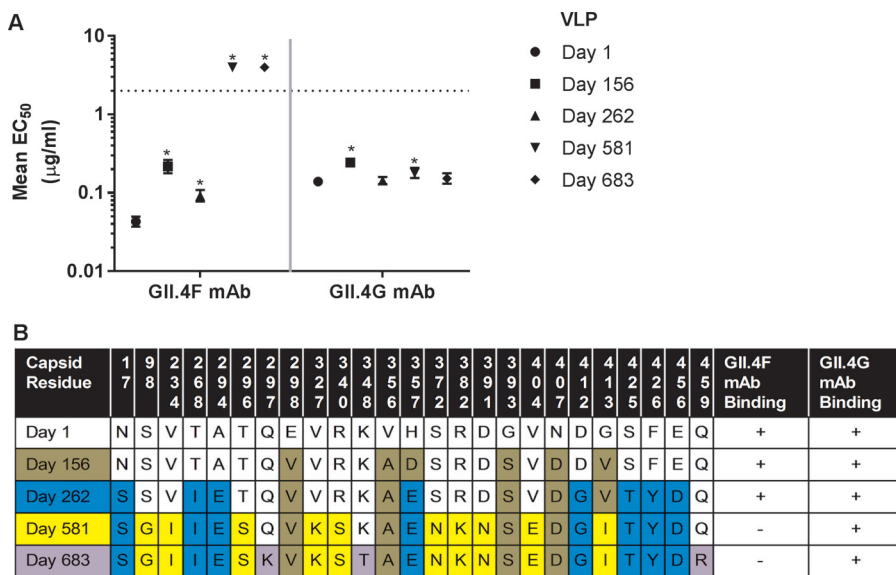 A
VLP
Day 1
Day 156
Day 262
Day 581
Day 683
Mean EC50
(µg/ml)
10
1
0.1
0.01
* * * *
* *
GII.4F mAb GII.4G mAb
B
Capsid Residue 17 98 234 268 294 296 297 298 327 340 348 356 357 372 382 391 393 404 407 412 413 425 426 456 459 GII.4F mAb Binding GII.4G mAb Binding
Day 1 N S V T A T Q E V R K V H S R D G V N D G S F E Q + +
Day 156 N S V T A T Q V V R K A D S R D S V D D V S F E Q + +
Day 262 S S V I E T Q V V R K A E S R D S V D G V T Y D Q + +
Day 581 S G I I E S Q V K S K A E N K N S E D G I T Y D Q - +
Day 683 S G I I E S K V K S T A E N K N S E D G I T Y D R - +